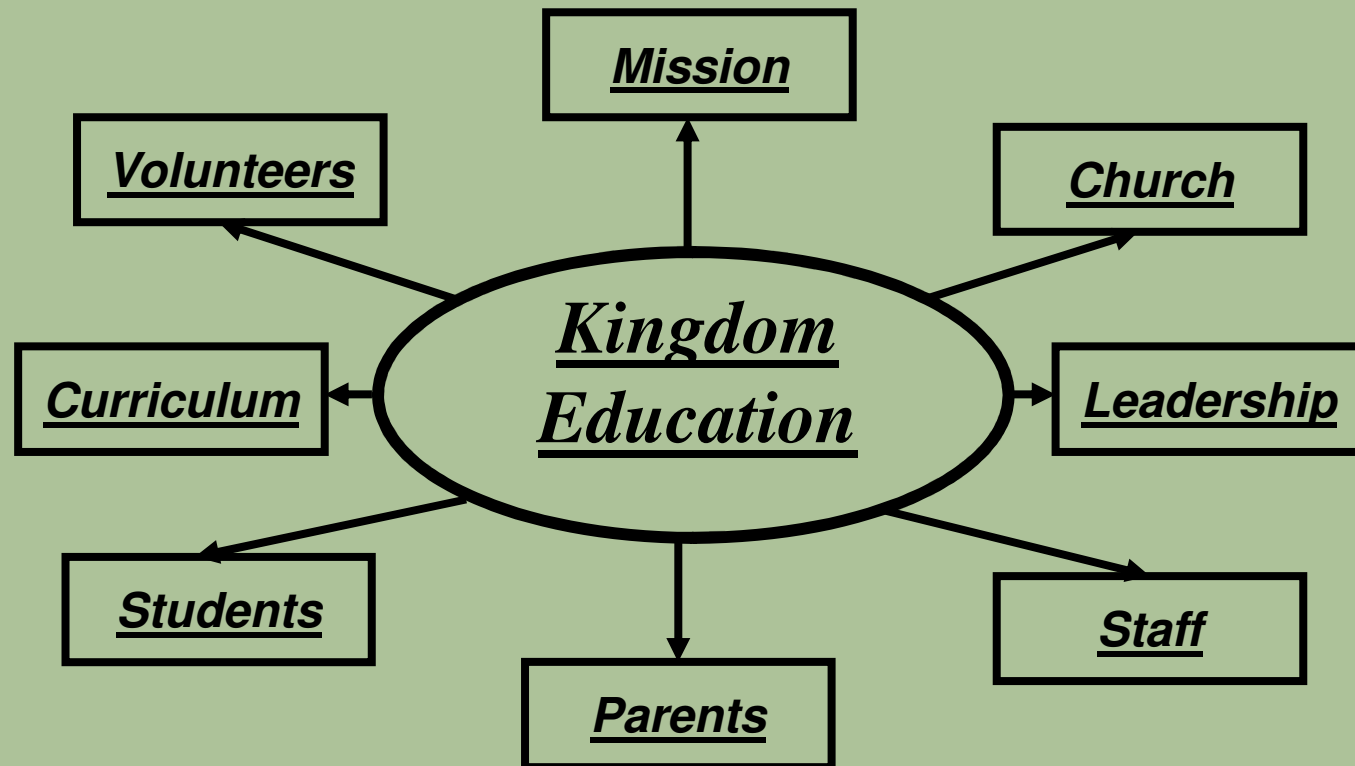 Mission
Volunteers
Church
Kingdom
Education
Curriculum
Leadership
Students
Staff
Parents